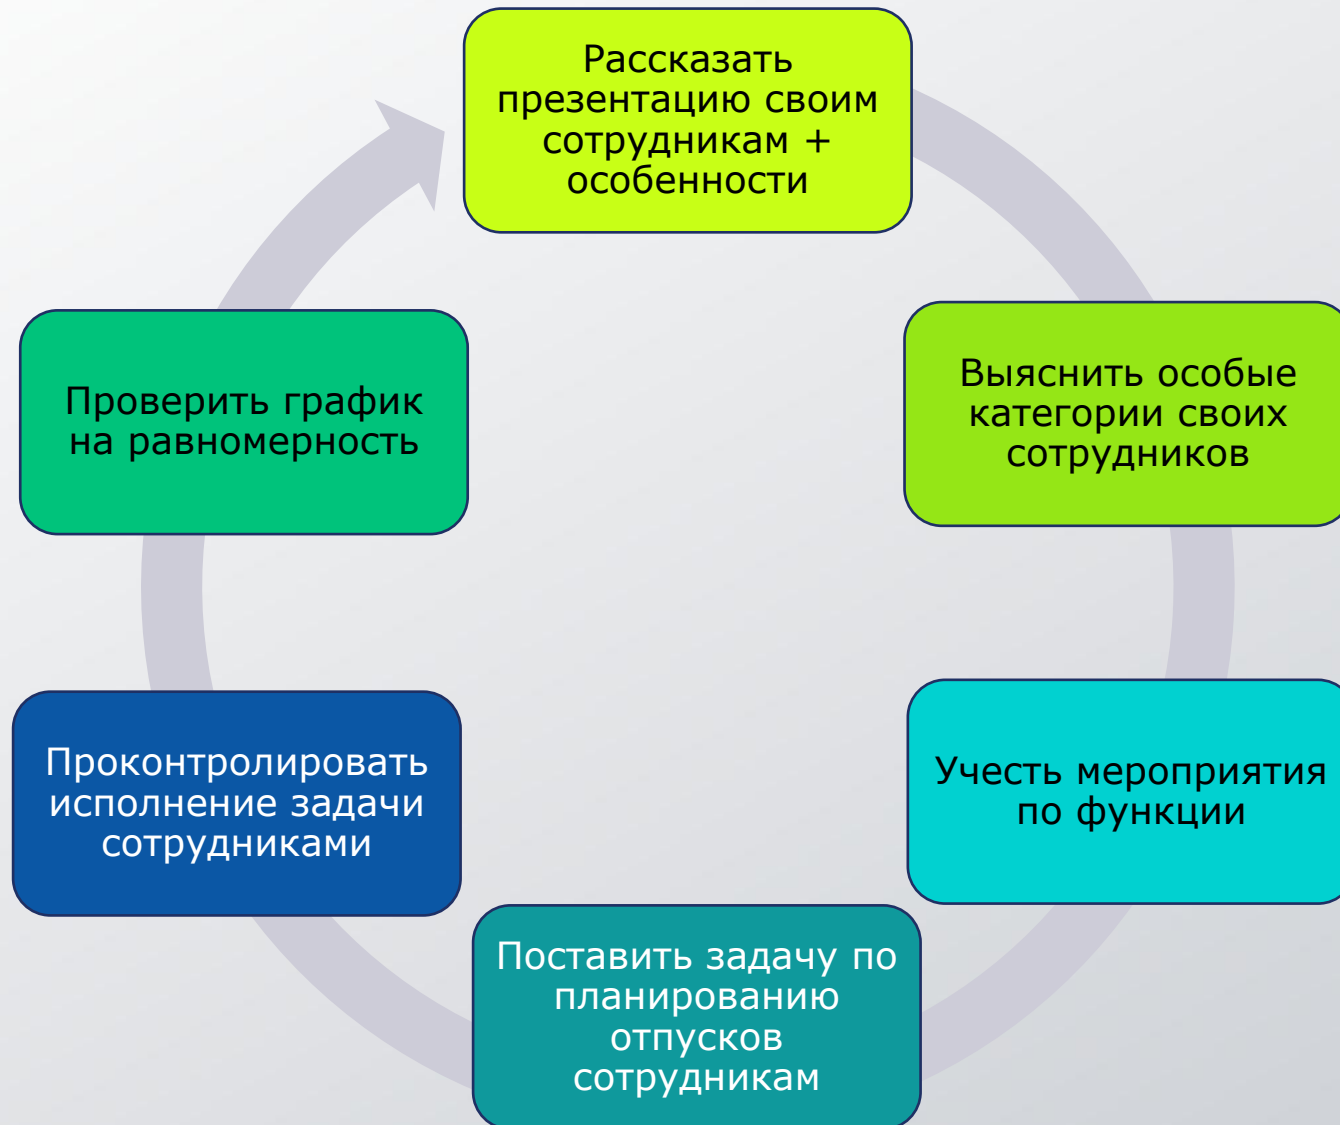 Рассказать
презентацию своим
сотрудникам +
особенности
Выяснить особые
категории своих
сотрудников
Учесть мероприятия
по функции
Поставить задачу по
планированию
отпусков
сотрудникам
Проконтролировать
исполнение задачи
сотрудниками
Проверить график
на равномерность